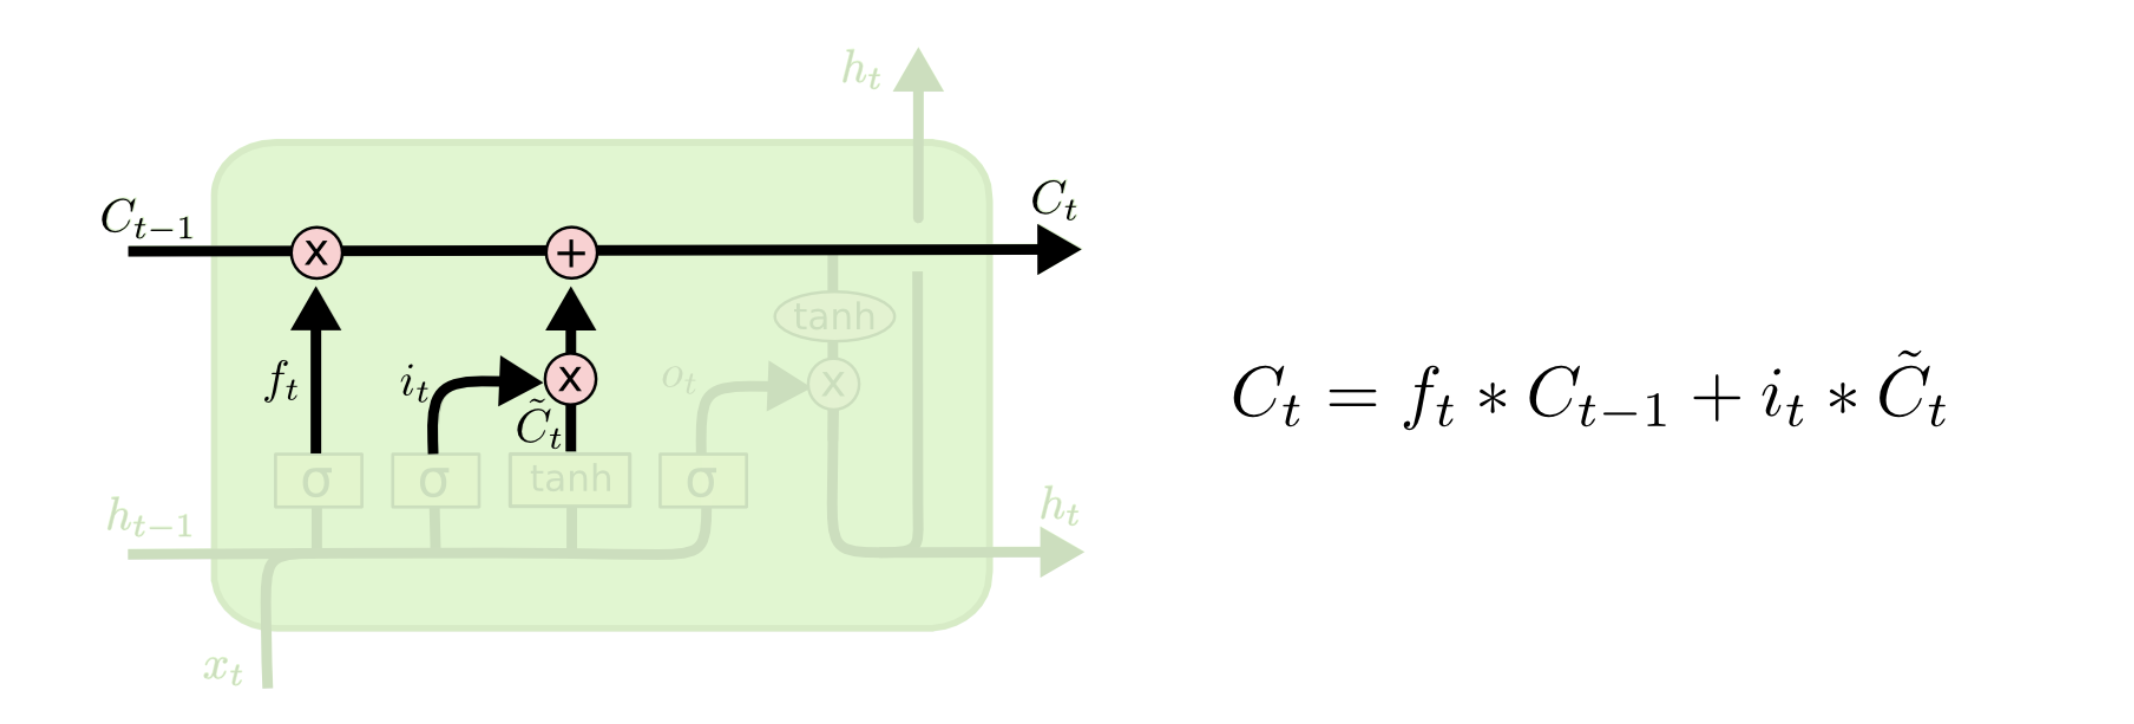 h_t
C_{t-1}
C_t
x
+
tanh
f_t
i_t
x
o_t
x
C̃_t
σ
σ
tanh
σ
h_{t-1}
h_t
x_t
C_t = f_t * C_{t-1} + i_t * C̃_t